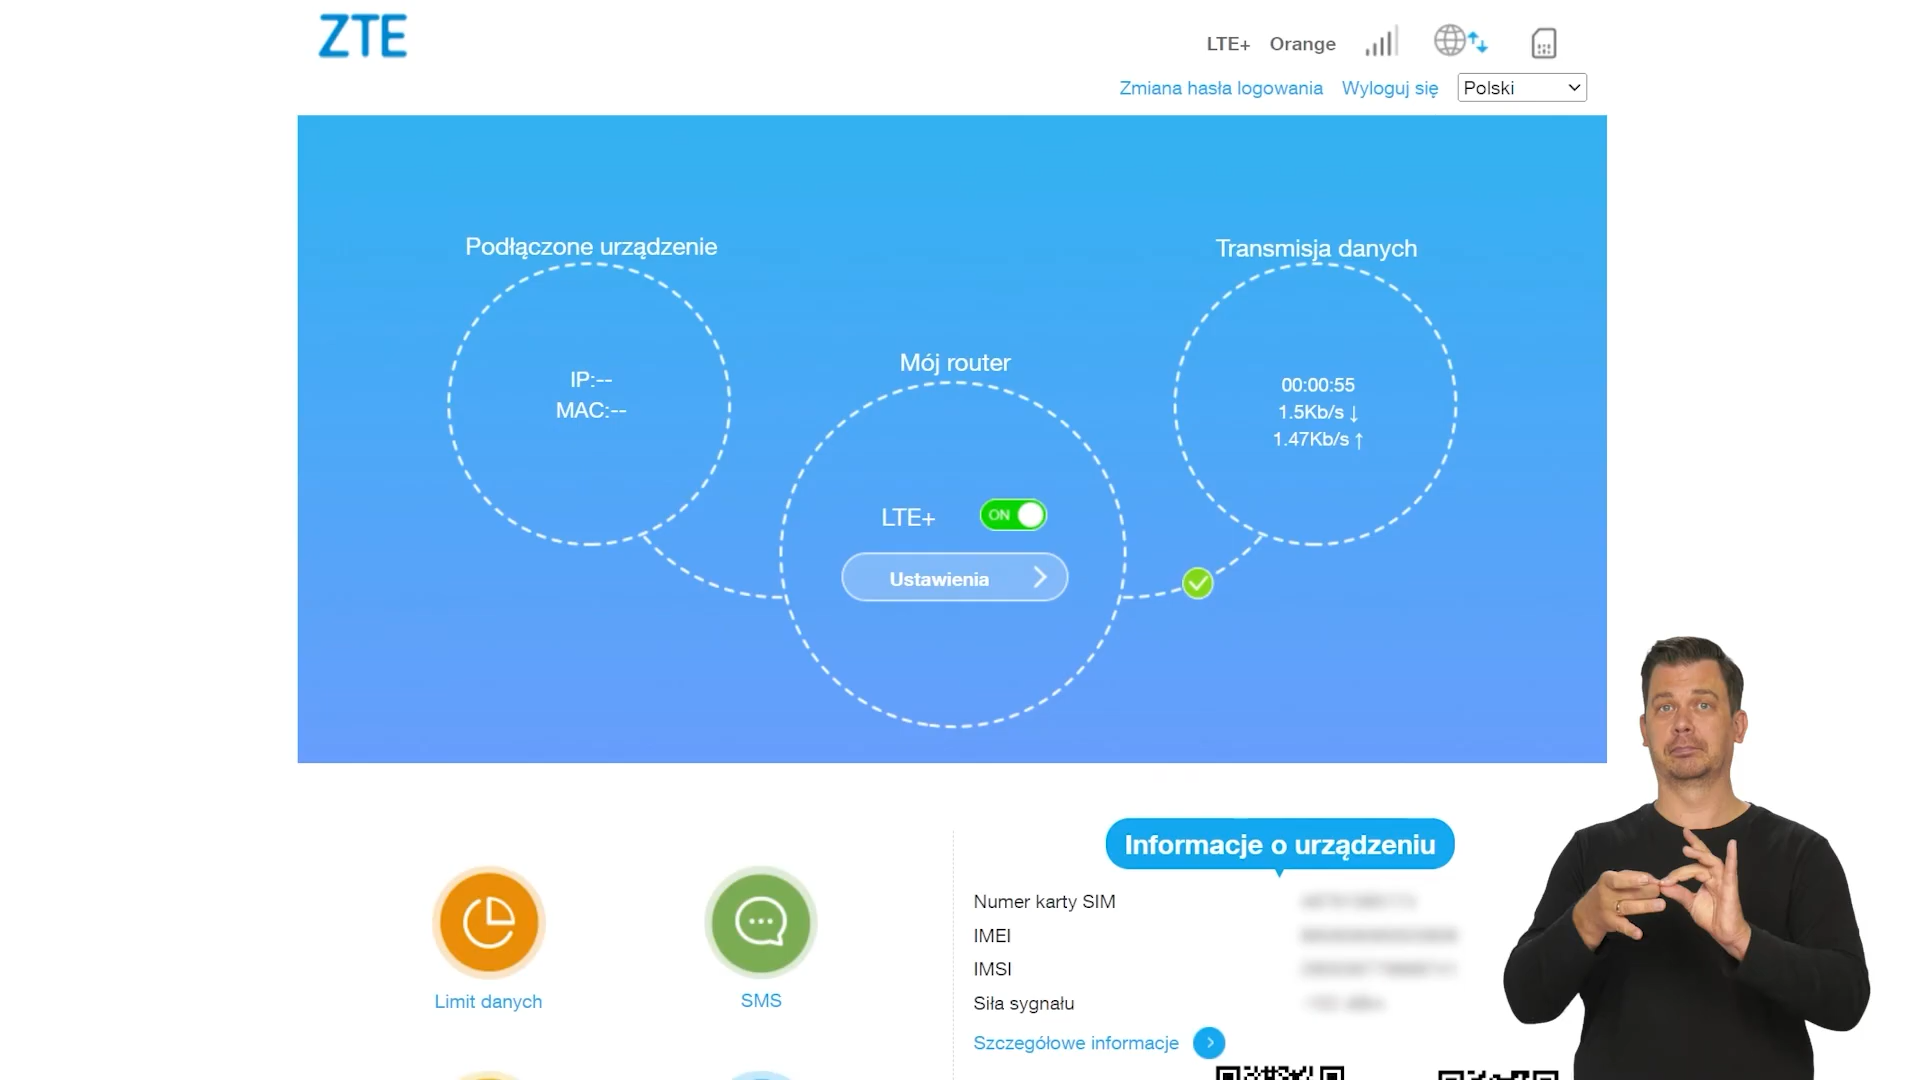 ZTE
LTE+ Orange
Zmiana hasła logowania Wyloguj się Polski
Podłączone urządzenie
Transmisja danych
IP:--
MAC:--
Mój router
00:00:55
1.5Kb/s ↓
1.47Kb/s ↑
LTE+ ON
Ustawienia
Informacje o urządzeniu
Numer karty SIM
IMEI
IMSI
Siła sygnału
Szczegółowe informacje
Limit danych
SMS